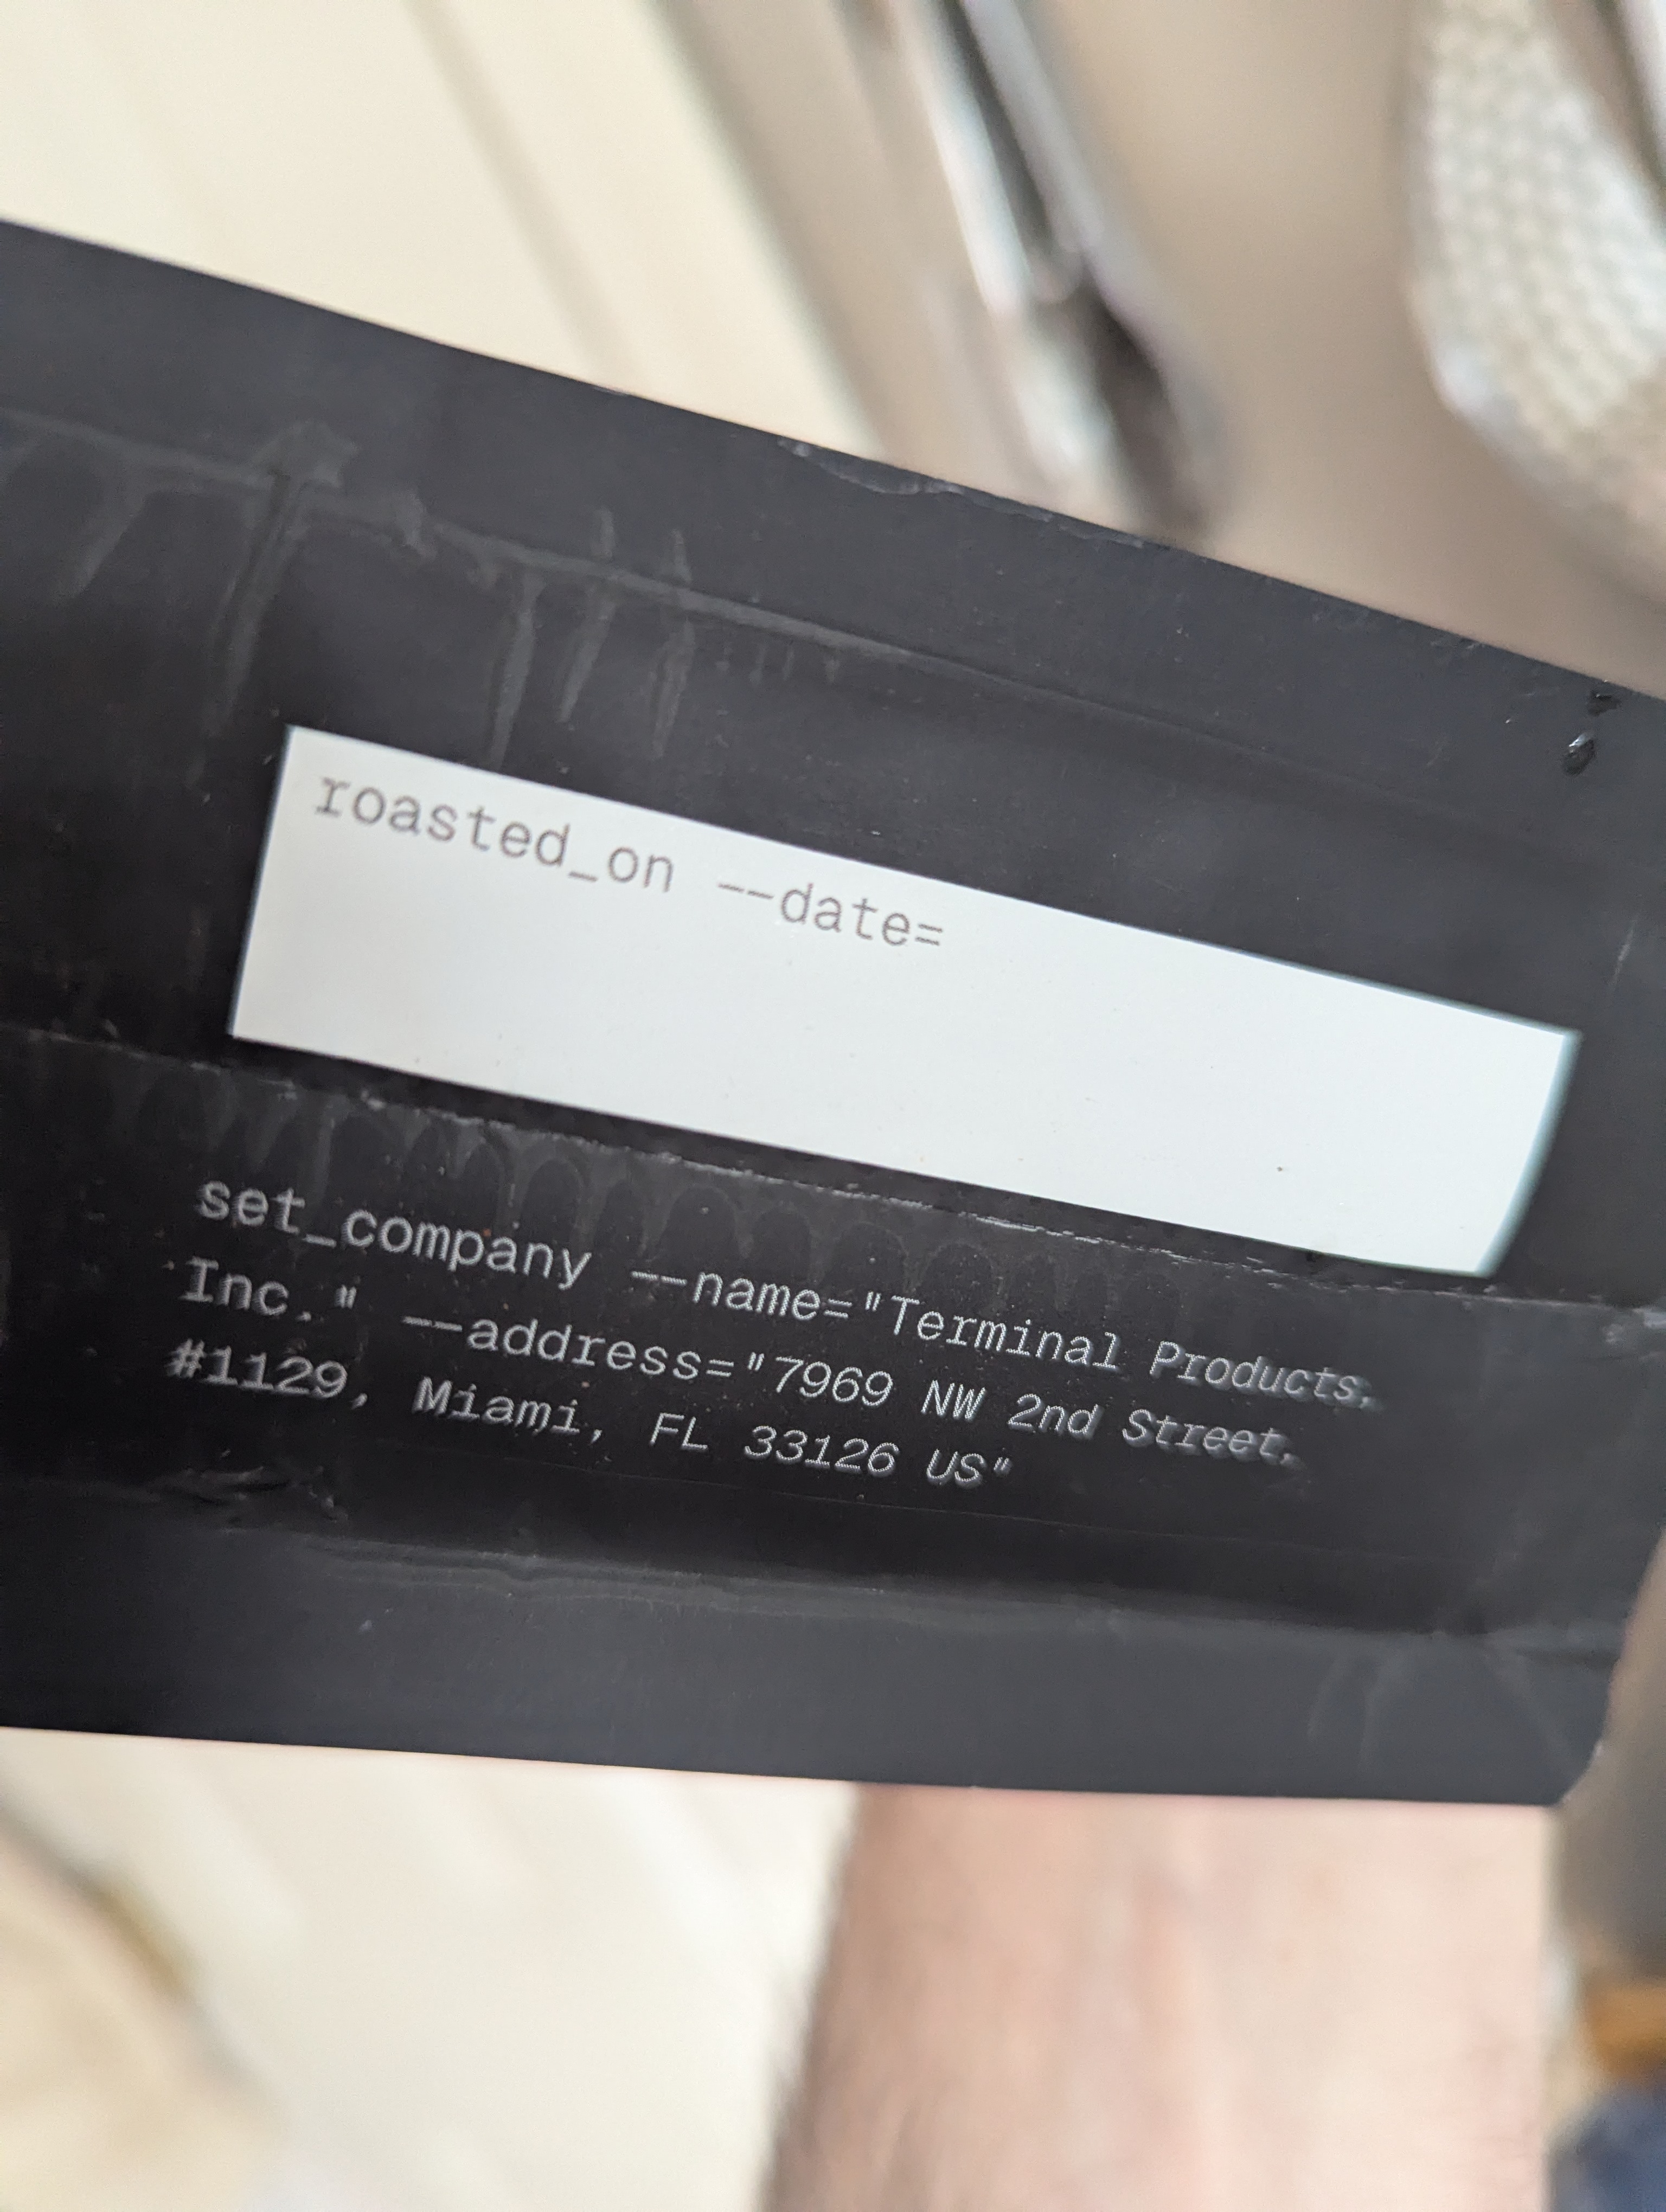 roasted_on --date=
set_company --name="Terminal Products,
Inc." --address="7969 NW 2nd Street,
#1129, Miami, FL 33126 US"